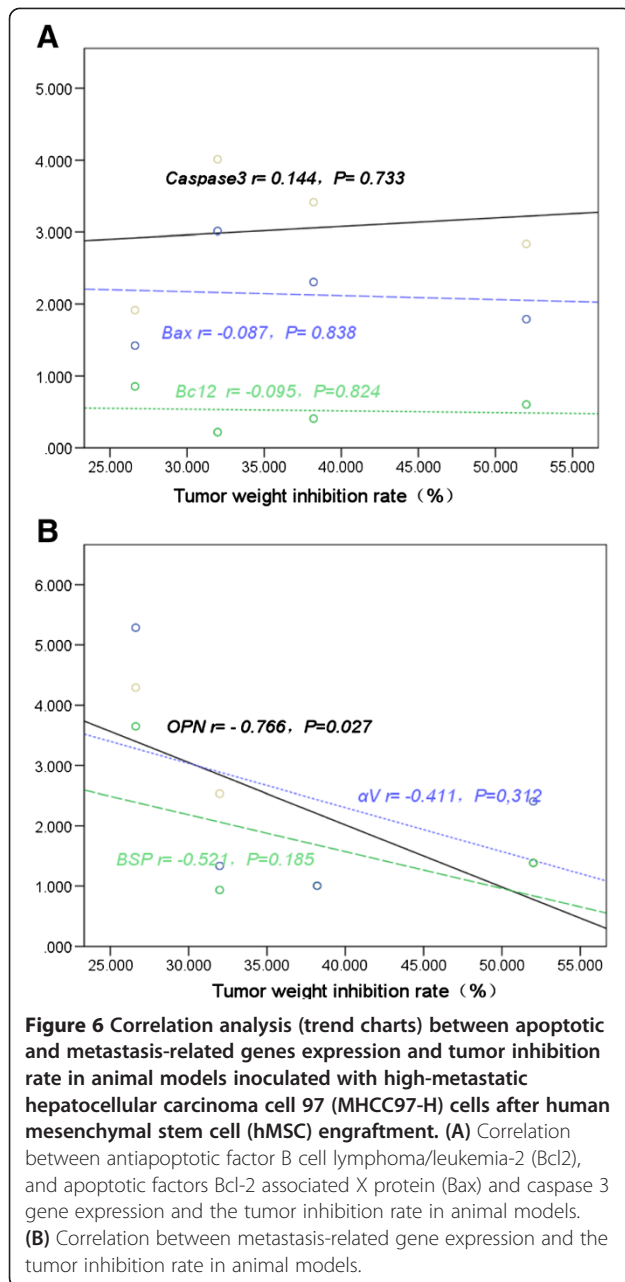 A
5.000
4.000
Caspase3 r= 0.144, P= 0.733
3.000
2.000
Bax r= -0.087, P= 0.838
1.000
Bc12 r= -0.095, P=0.824
.000
25.000 30.000 35.000 40.000 45.000 50.000 55.000
Tumor weight inhibition rate（%）
B
6.000
5.000
4.000
OPN r= - 0.766, P=0.027
3.000
αV r= -0.411, P=0,312
2.000
BSP r= -0.521, P=0.185
1.000
.000
25.000 30.000 35.000 40.000 45.000 50.000 55.000
Tumor weight inhibition rate（%）
Figure 6 Correlation analysis (trend charts) between apoptotic
and metastasis-related genes expression and tumor inhibition
rate in animal models inoculated with high-metastatic
hepatocellular carcinoma cell 97 (MHCC97-H) cells after human
mesenchymal stem cell (hMSC) engraftment. (A) Correlation
between antiapoptotic factor B cell lymphoma/leukemia-2 (Bcl2),
and apoptotic factors Bcl-2 associated X protein (Bax) and caspase 3
gene expression and the tumor inhibition rate in animal models.
(B) Correlation between metastasis-related gene expression and the
tumor inhibition rate in animal models.